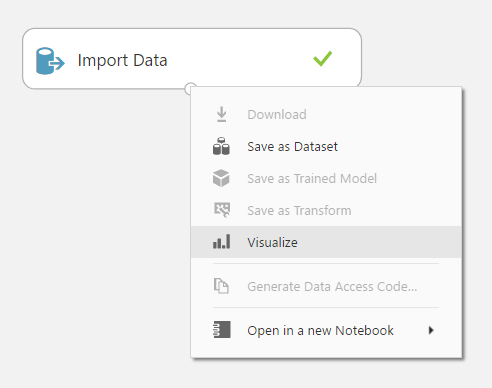 Import Data
Download
Save as Dataset
Save as Trained Model
Save as Transform
Visualize
Generate Data Access Code...
Open in a new Notebook